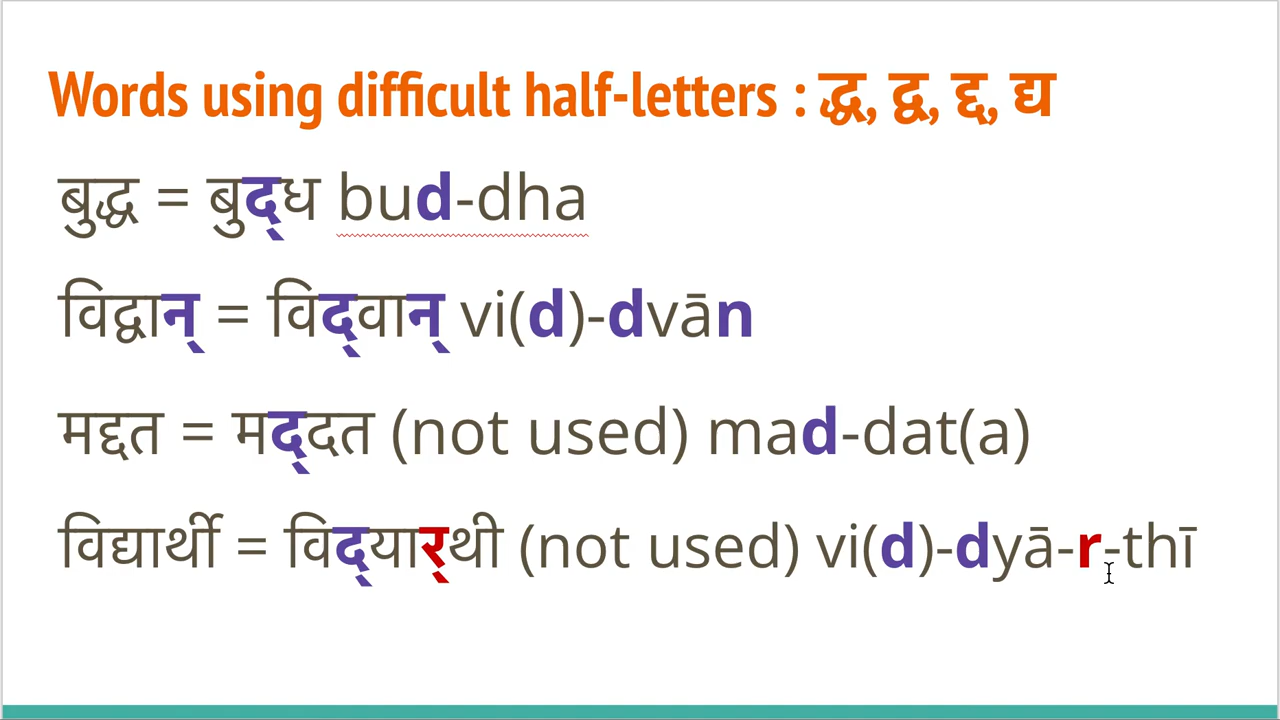 Words using difficult half-letters : द्ध, द्व, द्द, द्य
बुद्ध = बुद्‌ध bud-dha
विद्वान् = विद्‌वान् vi(d)-dvān
मद्दत = मद्‌दत (not used) mad-dat(a)
विद्यार्थी = विद्‌यार्‌थी (not used) vi(d)-dyā-r-thī